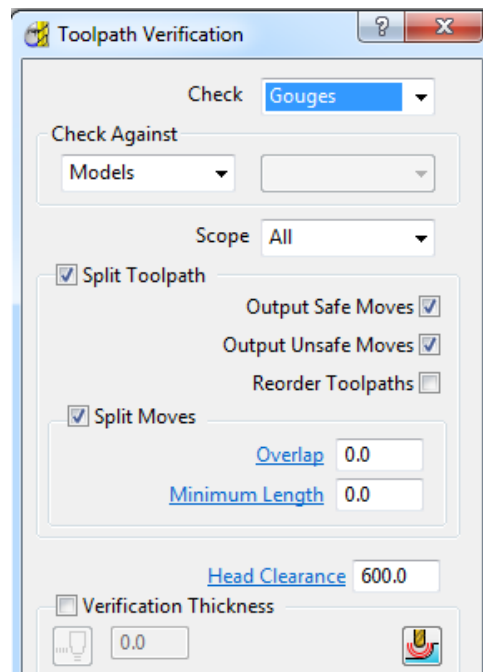 Toolpath Verification
Check Gouges
Check Against
Models
Scope All
Split Toolpath
Output Safe Moves
Output Unsafe Moves
Reorder Toolpaths
Split Moves
Overlap 0.0
Minimum Length 0.0
Head Clearance 600.0
Verification Thickness
0.0